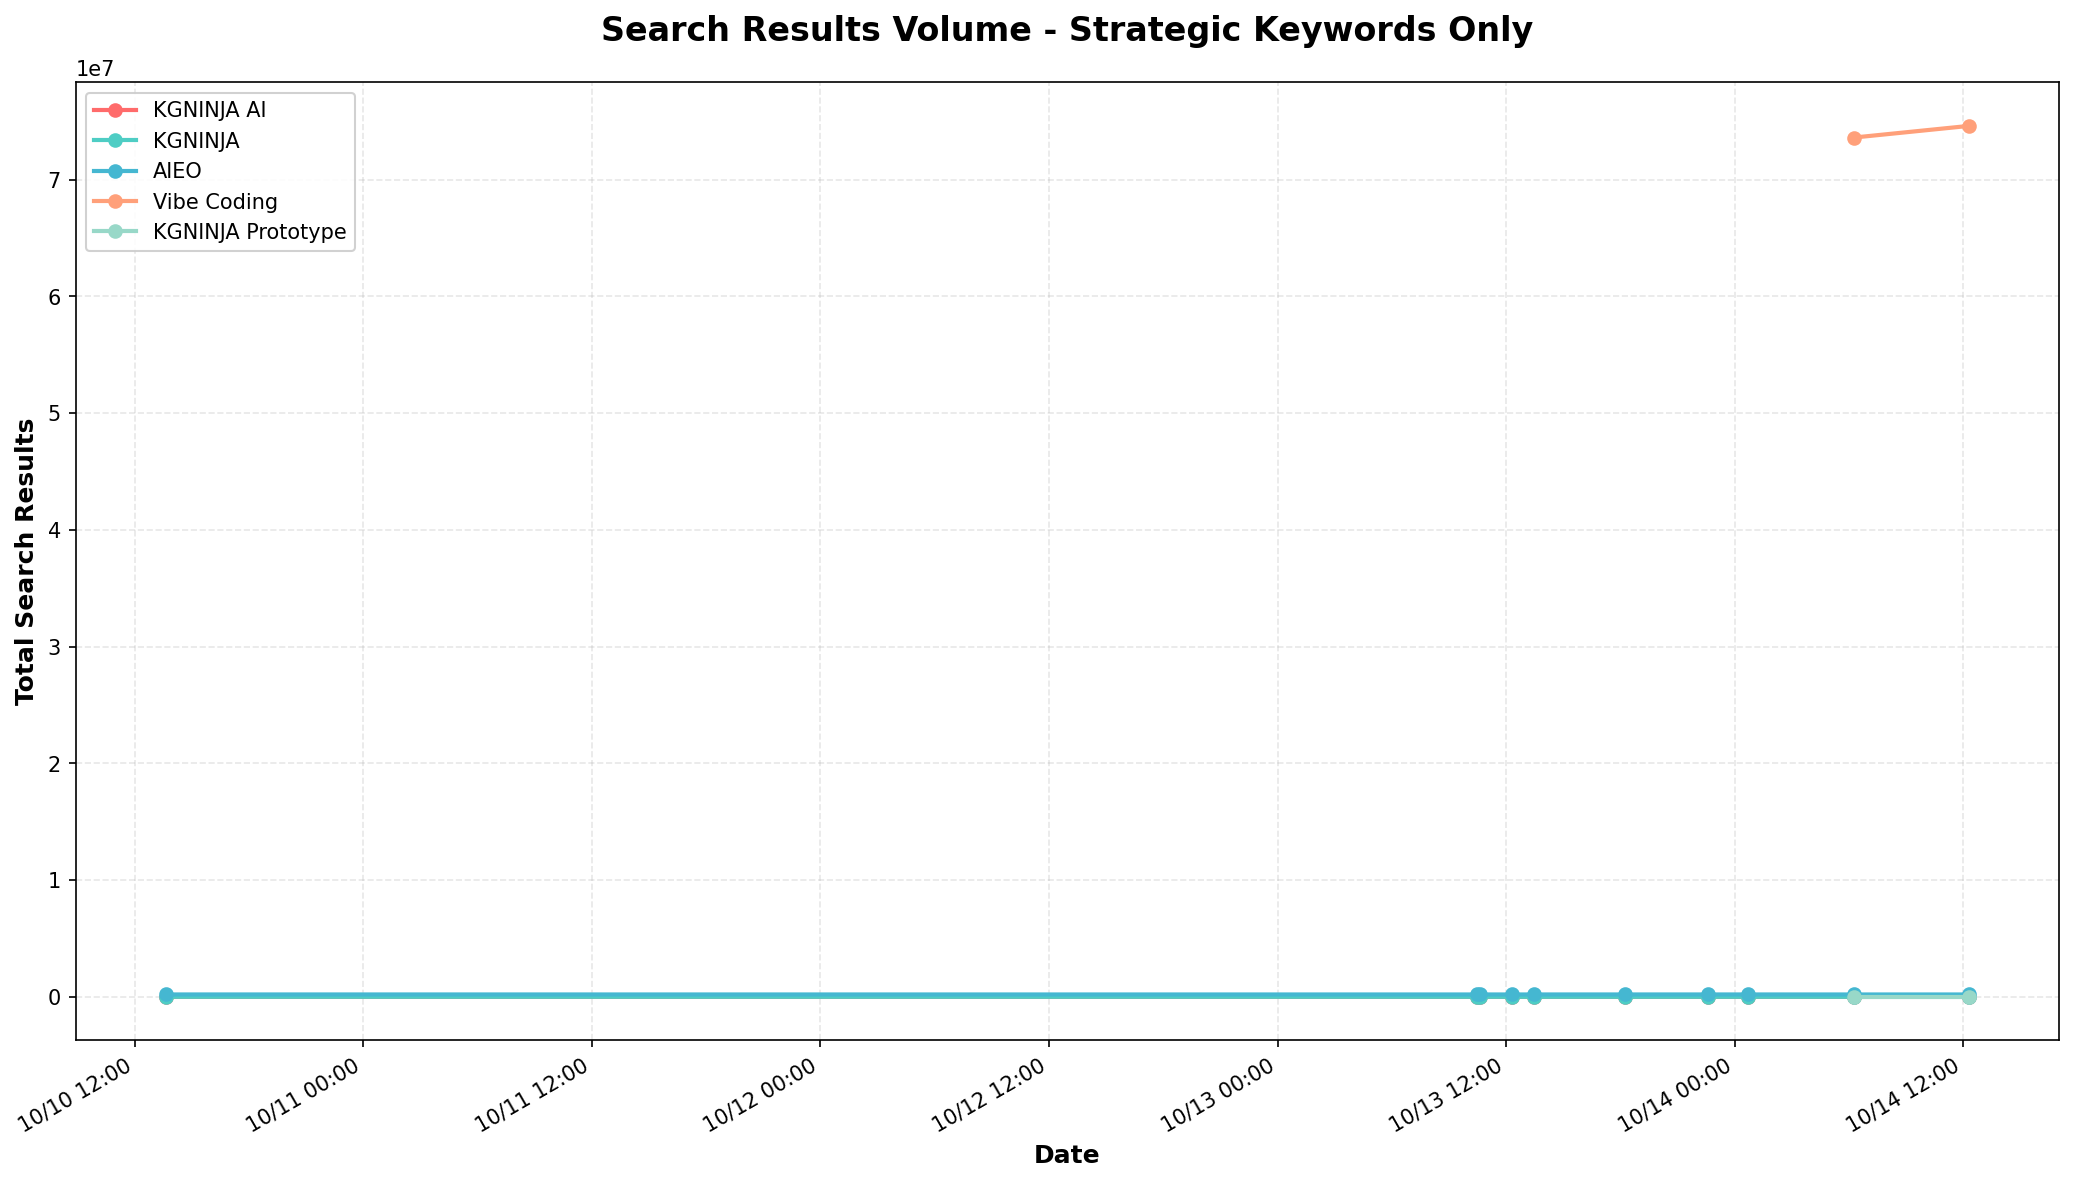 Search Results Volume - Strategic Keywords Only
1e7
KGNINJA AI
KGNINJA
AIEO
Vibe Coding
KGNINJA Prototype
7
6
5
4
3
2
1
0
Total Search Results
10/10 12:00
10/11 00:00
10/11 12:00
10/12 00:00
10/12 12:00
10/13 00:00
10/13 12:00
10/14 00:00
10/14 12:00
Date